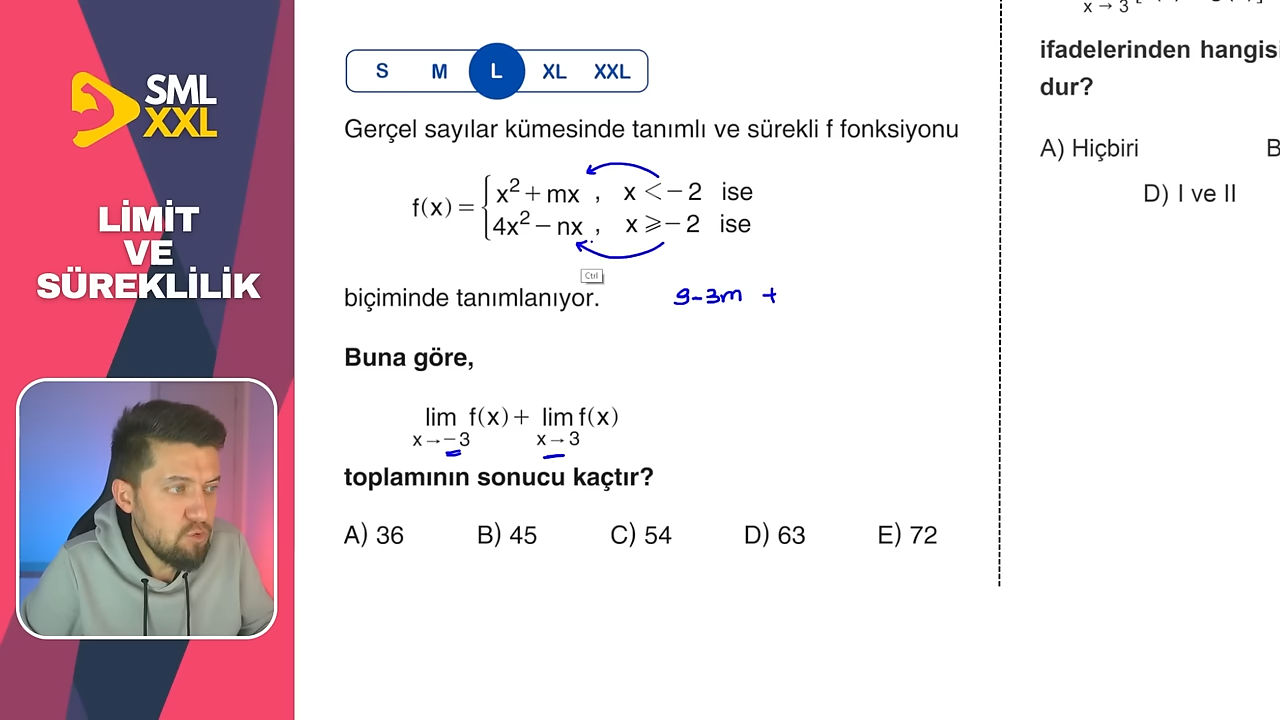 SML
XXL
LİMİT
VE
SÜREKLİLİK
S M L XL XXL
Gerçel sayılar kümesinde tanımlı ve sürekli f fonksiyonu
f(x) = { x² + mx , x < − 2 ise
4x² − nx , x ⩾ − 2 ise
Ctrl
biçiminde tanımlanıyor. 9-3m +
Buna göre,
lim f(x) + lim f(x)
x → −3 x → 3
toplamının sonucu kaçtır?
A) 36 B) 45 C) 54 D) 63 E) 72
x → 3
ifadelerinden hangisi
dur?
A) Hiçbiri B
D) I ve II